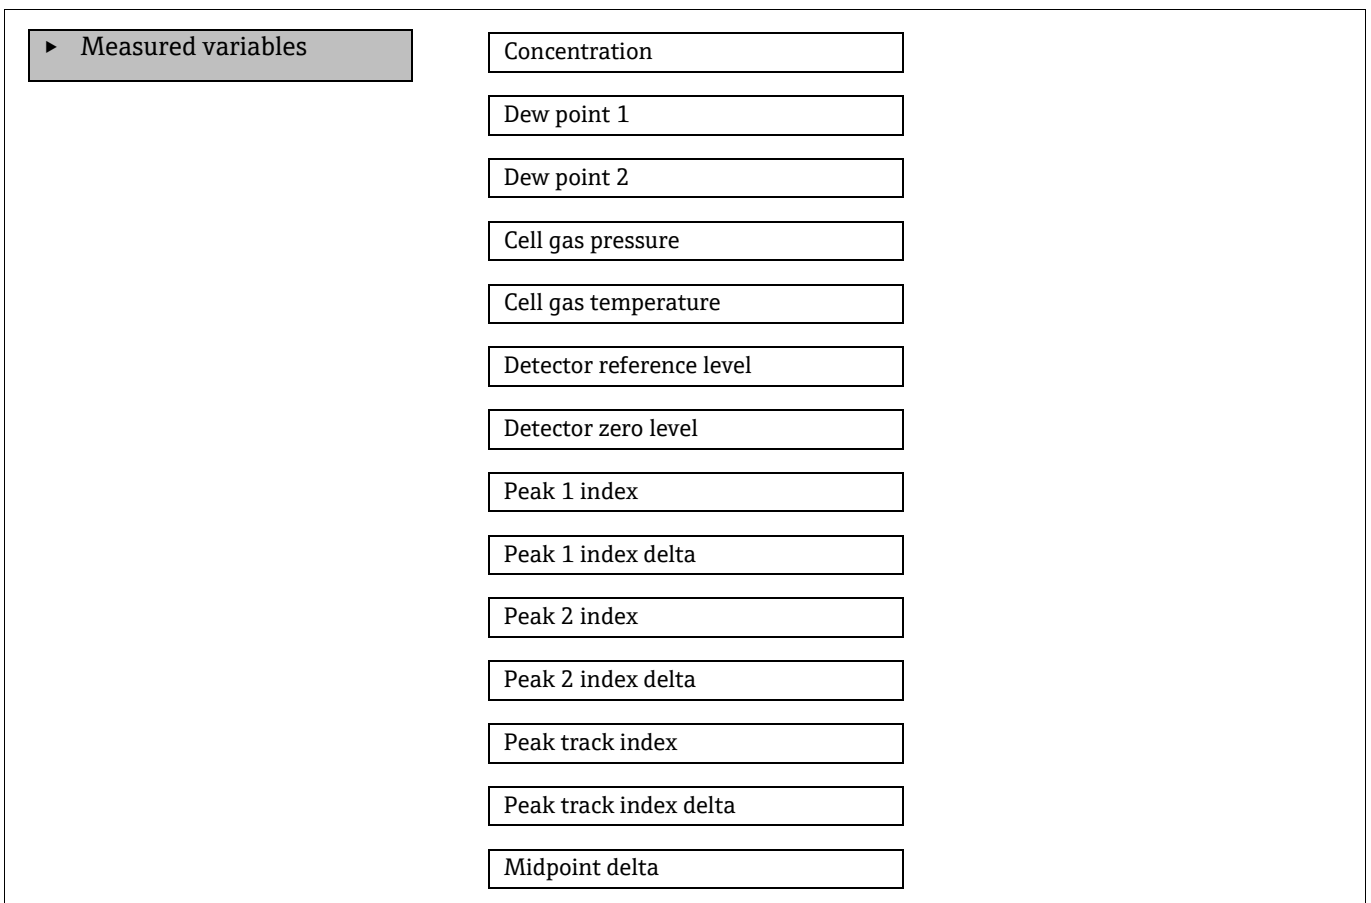 ▸ Measured variables
Concentration
Dew point 1
Dew point 2
Cell gas pressure
Cell gas temperature
Detector reference level
Detector zero level
Peak 1 index
Peak 1 index delta
Peak 2 index
Peak 2 index delta
Peak track index
Peak track index delta
Midpoint delta